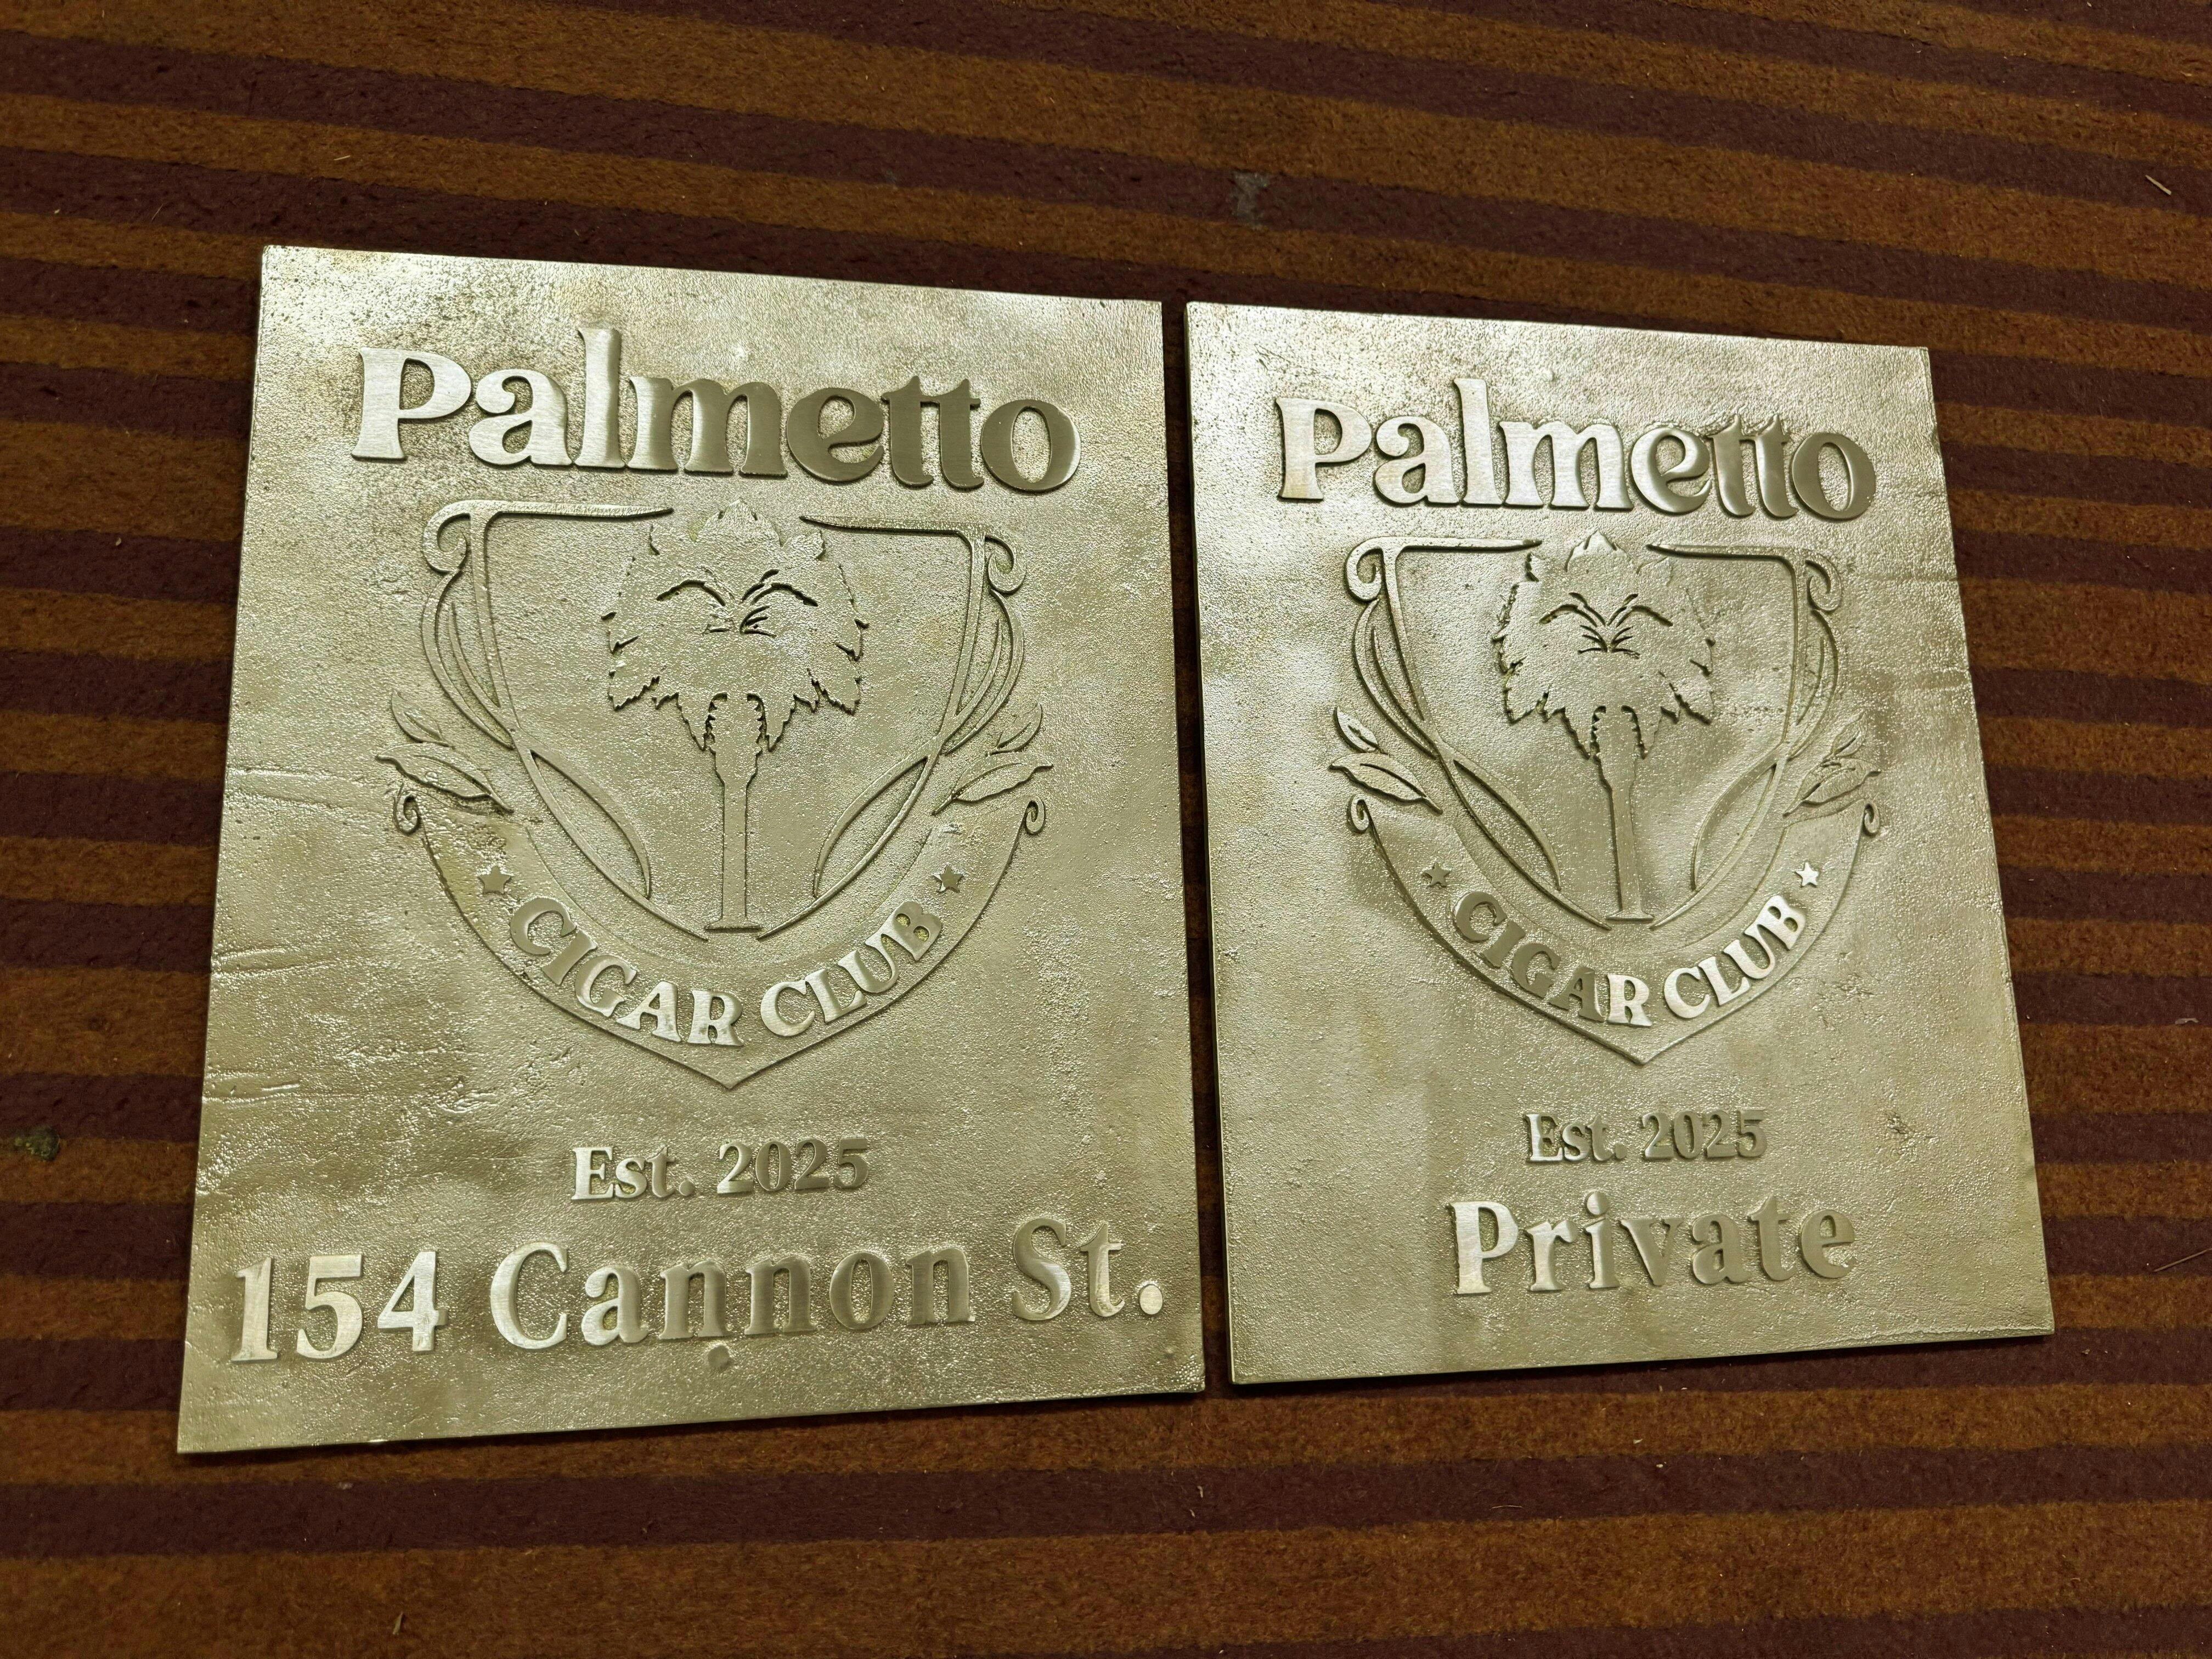 Palmetto
CIGAR CLUB
Est. 2025
154 Cannon St.
Palmetto
CIGAR CLUB
Est. 2025
Private